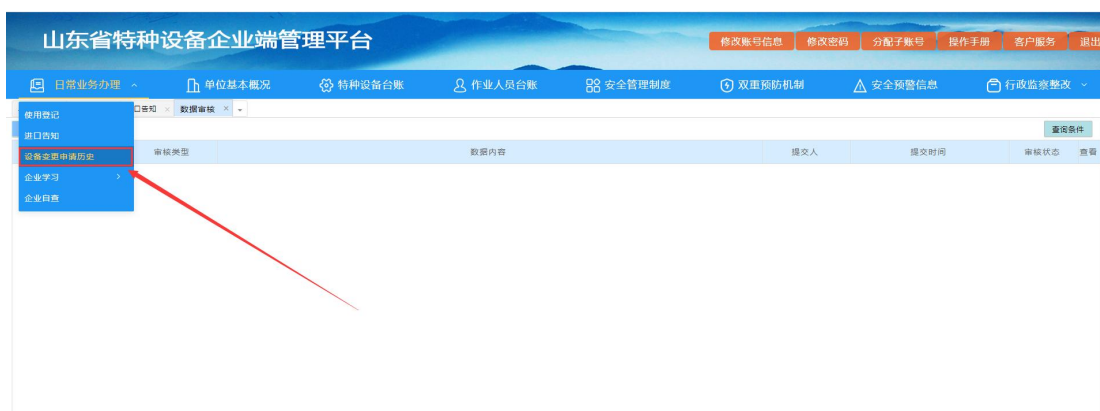 山东省特种设备企业端管理平台
修改账号信息 修改密码 分配子账号 操作手册 客户服务 退出
日常业务办理 单位基本概况 特种设备台账 作业人员台账 安全管理制度 双重预防机制 安全预警信息 行政监察整改
使用登记 口告知 数据审核
进口告知 查询条件
设备变更申请历史 审核类型 数据内容 提交人 提交时间 审核状态 查看
企业学习
企业自查